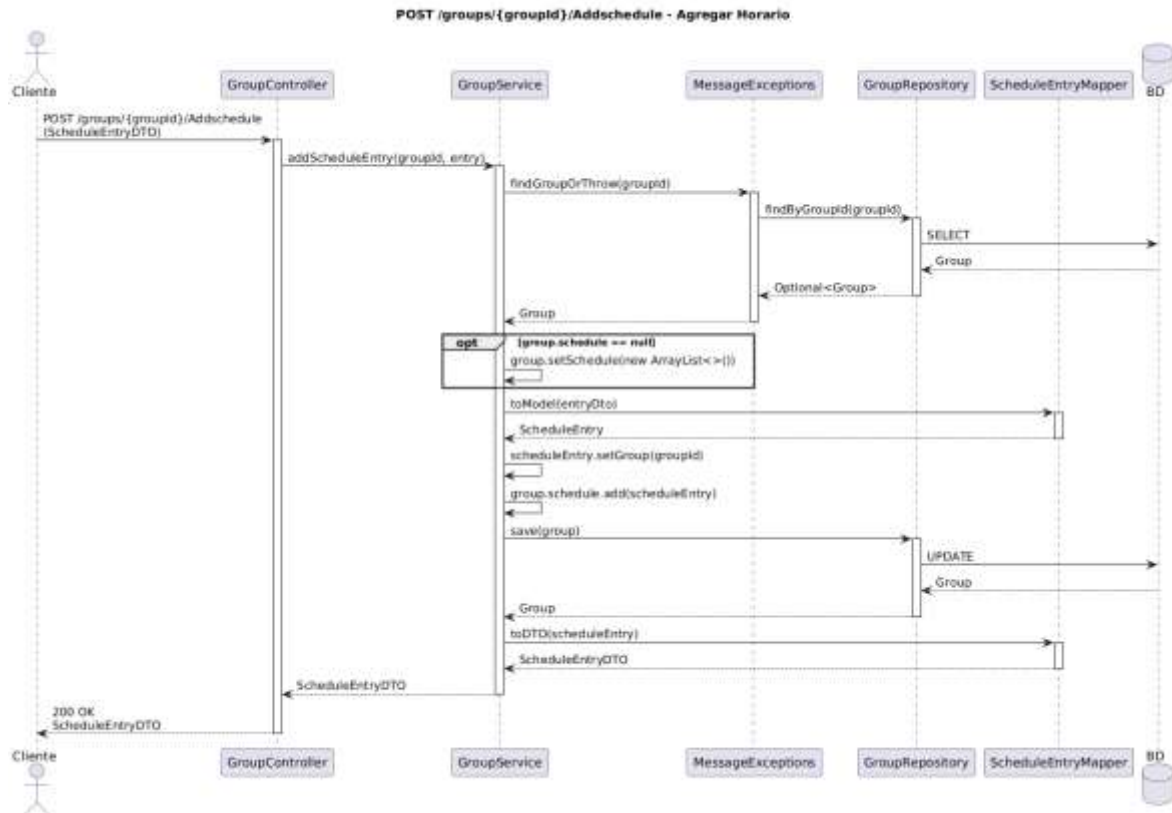 POST /groups/{groupId}/Addschedule - Agregar Horario
Cliente
GroupController
GroupService
MessageExceptions
GroupRepository
ScheduleEntryMapper
BD
POST /groups/{groupId}/Addschedule
(ScheduleEntryDTO)
addScheduleEntry(groupId, entry)
findGroupOrThrow(groupId)
findByGroupId(groupId)
SELECT
Group
Optional<Group>
Group
opt
[group.schedule == null]
group.setSchedule(new ArrayList<>())
toModel(entryDto)
ScheduleEntry
scheduleEntry.setGroup(groupId)
group.schedule.add(scheduleEntry)
save(group)
UPDATE
Group
Group
toDTO(scheduleEntry)
ScheduleEntryDTO
ScheduleEntryDTO
200 OK
ScheduleEntryDTO
Cliente
GroupController
GroupService
MessageExceptions
GroupRepository
ScheduleEntryMapper
BD